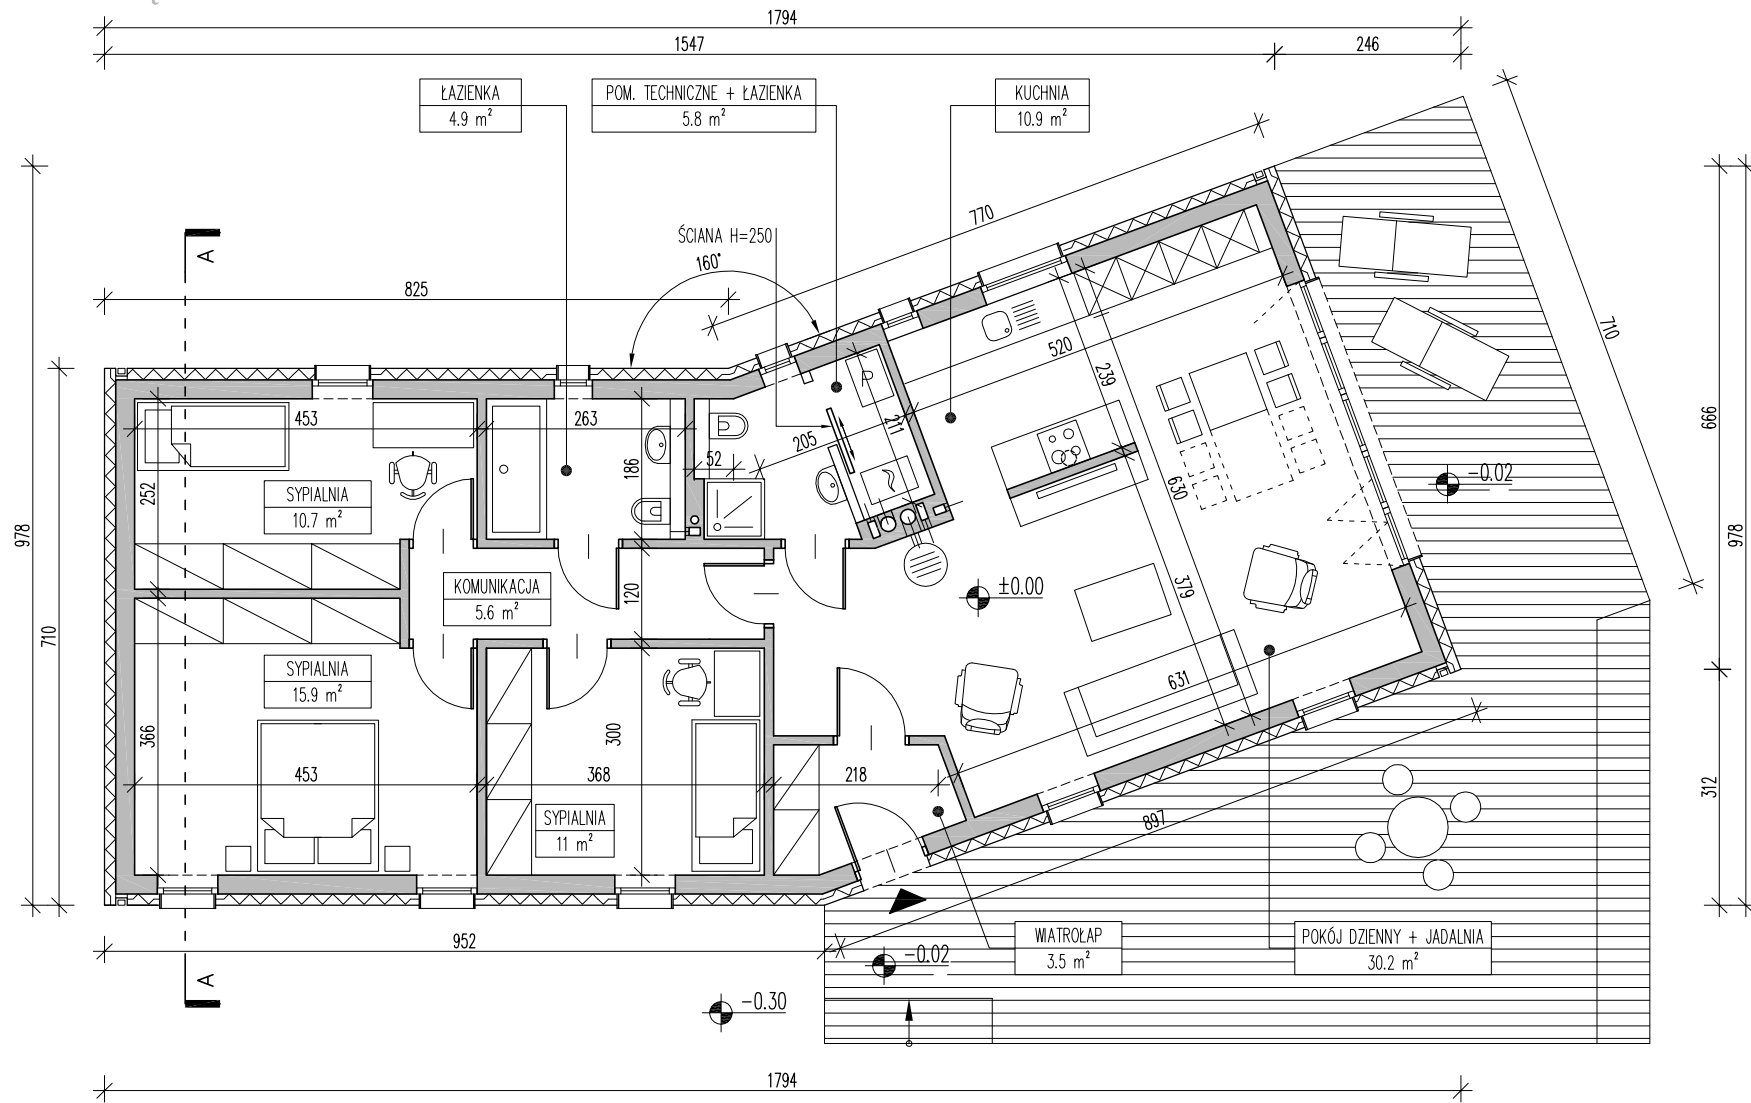 1794
1547
246
ŁAZIENKA
4.9 m²
POM. TECHNICZNE + ŁAZIENKA
5.8 m²
KUCHNIA
10.9 m²
770
710
ŚCIANA H=250
160°
A
825
520
239
978
710
453
263
186
52
205
211
252
SYPIALNIA
10.7 m²
630
-0.02
666
978
KOMUNIKACJA
5.6 m²
120
±0.00
379
SYPIALNIA
15.9 m²
631
366
300
453
368
218
SYPIALNIA
11 m²
897
312
952
WIATROŁAP
3.5 m²
POKÓJ DZIENNY + JADALNIA
30.2 m²
-0.02
A
-0.30
1794